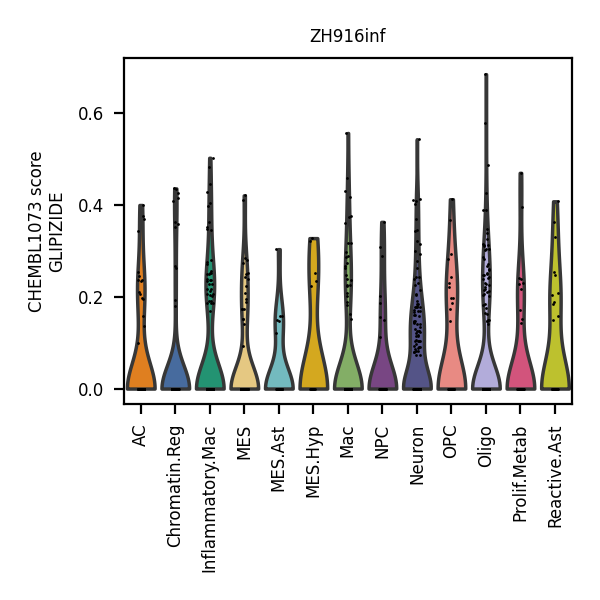 ZH916inf
CHEMBL1073 score
GLIPIZIDE
0.6
0.4
0.2
0.0
AC
Chromatin.Reg
Inflammatory.Mac
MES
MES.Ast
MES.Hyp
Mac
NPC
Neuron
OPC
Oligo
Prolif.Metab
Reactive.Ast